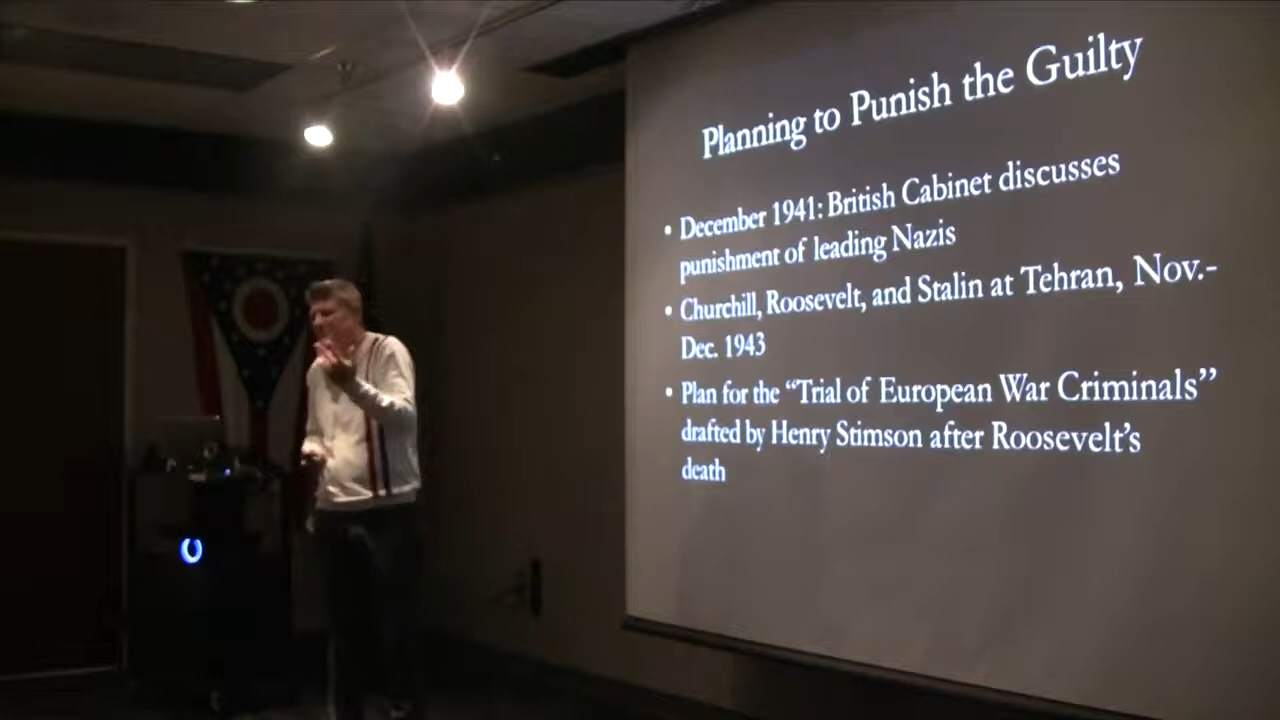 Planning to Punish the Guilty
• December 1941: British Cabinet discusses
punishment of leading Nazis
• Churchill, Roosevelt, and Stalin at Tehran, Nov.-
Dec. 1943
• Plan for the “Trial of European War Criminals”
drafted by Henry Stimson after Roosevelt’s
death